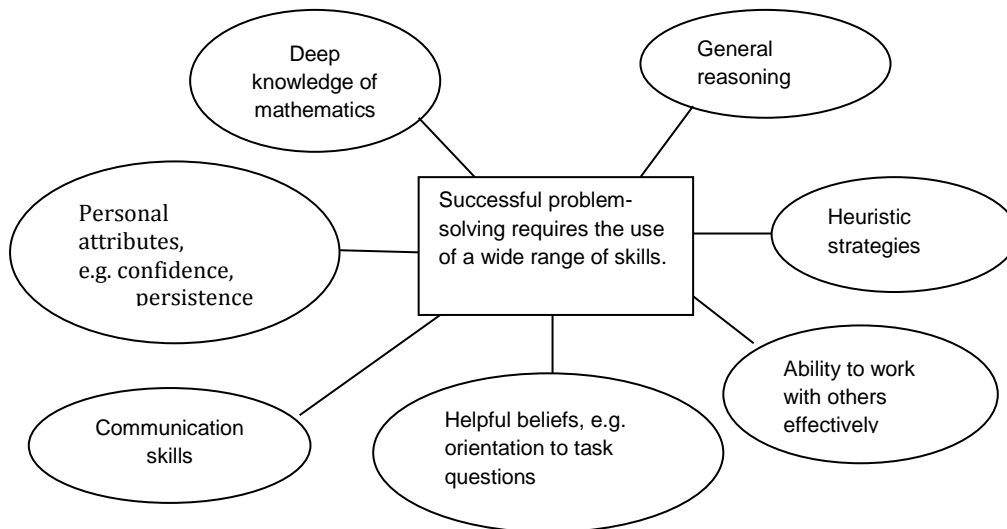 Deep
knowledge of
mathematics
General
reasoning
Personal
attributes,
e.g. confidence,
persistence
Successful problem-
solving requires the use
of a wide range of skills.
Heuristic
strategies
Communication
skills
Helpful beliefs, e.g.
orientation to task
questions
Ability to work
with others
effectively